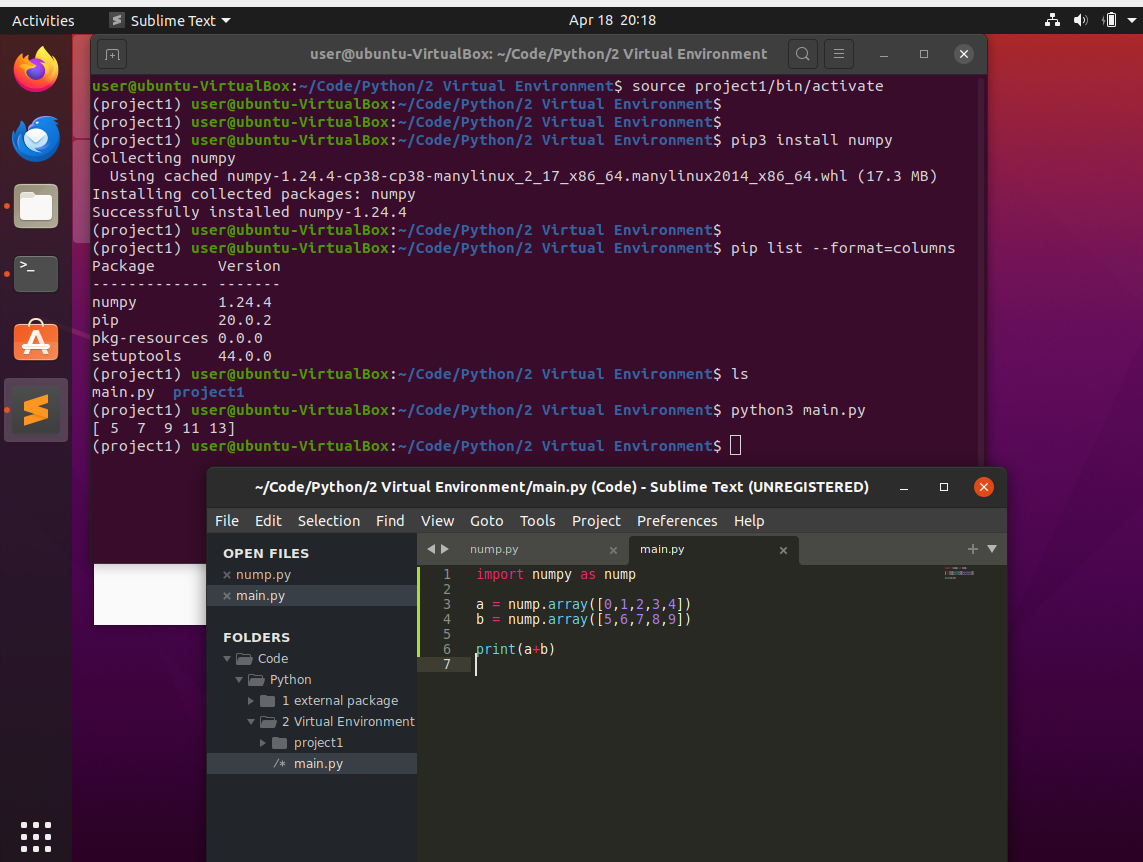 Activities Sublime Text Apr 18 20:18
user@ubuntu-VirtualBox: ~/Code/Python/2 Virtual Environment
user@ubuntu-VirtualBox:~/Code/Python/2 Virtual Environment$ source project1/bin/activate
(project1) user@ubuntu-VirtualBox:~/Code/Python/2 Virtual Environment$
(project1) user@ubuntu-VirtualBox:~/Code/Python/2 Virtual Environment$
(project1) user@ubuntu-VirtualBox:~/Code/Python/2 Virtual Environment$ pip3 install numpy
Collecting numpy
  Using cached numpy-1.24.4-cp38-cp38-manylinux_2_17_x86_64.manylinux2014_x86_64.whl (17.3 MB)
Installing collected packages: numpy
Successfully installed numpy-1.24.4
(project1) user@ubuntu-VirtualBox:~/Code/Python/2 Virtual Environment$
(project1) user@ubuntu-VirtualBox:~/Code/Python/2 Virtual Environment$ pip list --format=columns
Package       Version
------------- -------
numpy         1.24.4
pip           20.0.2
pkg-resources 0.0.0
setuptools    44.0.0
(project1) user@ubuntu-VirtualBox:~/Code/Python/2 Virtual Environment$ ls
main.py  project1
(project1) user@ubuntu-VirtualBox:~/Code/Python/2 Virtual Environment$ python3 main.py
[ 5  7  9 11 13]
(project1) user@ubuntu-VirtualBox:~/Code/Python/2 Virtual Environment$
~/Code/Python/2 Virtual Environment/main.py (Code) - Sublime Text (UNREGISTERED)
File Edit Selection Find View Goto Tools Project Preferences Help
OPEN FILES
nump.py
main.py
FOLDERS
Code
Python
1 external package
2 Virtual Environment
project1
/* main.py
nump.py main.py
1 import numpy as nump
2
3 a = nump.array([0,1,2,3,4])
4 b = nump.array([5,6,7,8,9])
5
6 print(a+b)
7